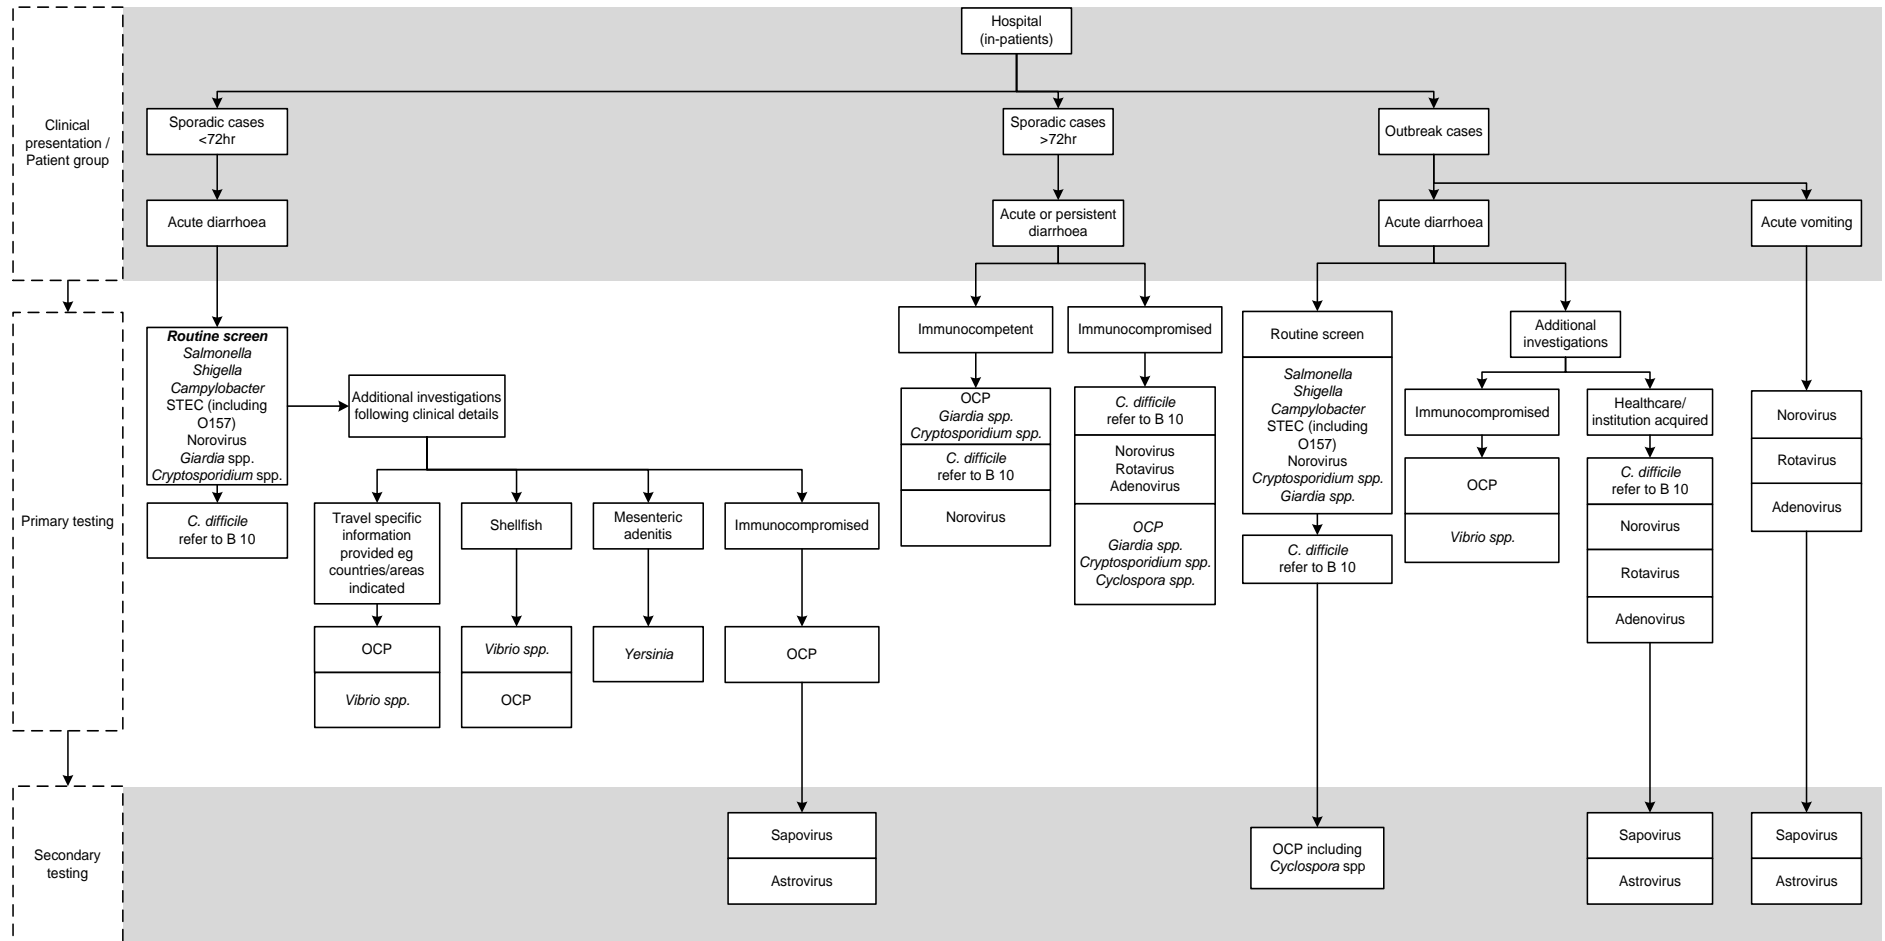 Hospital
(in-patients)
Clinical
presentation /
Patient group
Sporadic cases
<72hr
Sporadic cases
>72hr
Outbreak cases
Acute diarrhoea
Acute or persistent
diarrhoea
Acute diarrhoea
Acute vomiting
Primary testing
Routine screen
Salmonella
Shigella
Campylobacter
STEC (including
O157)
Norovirus
Giardia spp.
Cryptosporidium spp.
C. difficile
refer to B 10
Additional investigations
following clinical details
Travel specific
information
provided eg
countries/areas
indicated
OCP
Vibrio spp.
Shellfish
Vibrio spp.
OCP
Mesenteric
adenitis
Yersinia
Immunocompromised
OCP
Immunocompetent
OCP
Giardia spp.
Cryptosporidium spp.
C. difficile
refer to B 10
Norovirus
Immunocompromised
C. difficile
refer to B 10
Norovirus
Rotavirus
Adenovirus
OCP
Giardia spp.
Cryptosporidium spp.
Cyclospora spp.
Routine screen
Salmonella
Shigella
Campylobacter
STEC (including
O157)
Norovirus
Cryptosporidium spp.
Giardia spp.
C. difficile
refer to B 10
Additional
investigations
Immunocompromised
OCP
Vibrio spp.
Healthcare/
institution acquired
C. difficile
refer to B 10
Norovirus
Rotavirus
Adenovirus
Norovirus
Rotavirus
Adenovirus
Secondary
testing
Sapovirus
Astrovirus
OCP including
Cyclospora spp
Sapovirus
Astrovirus
Sapovirus
Astrovirus